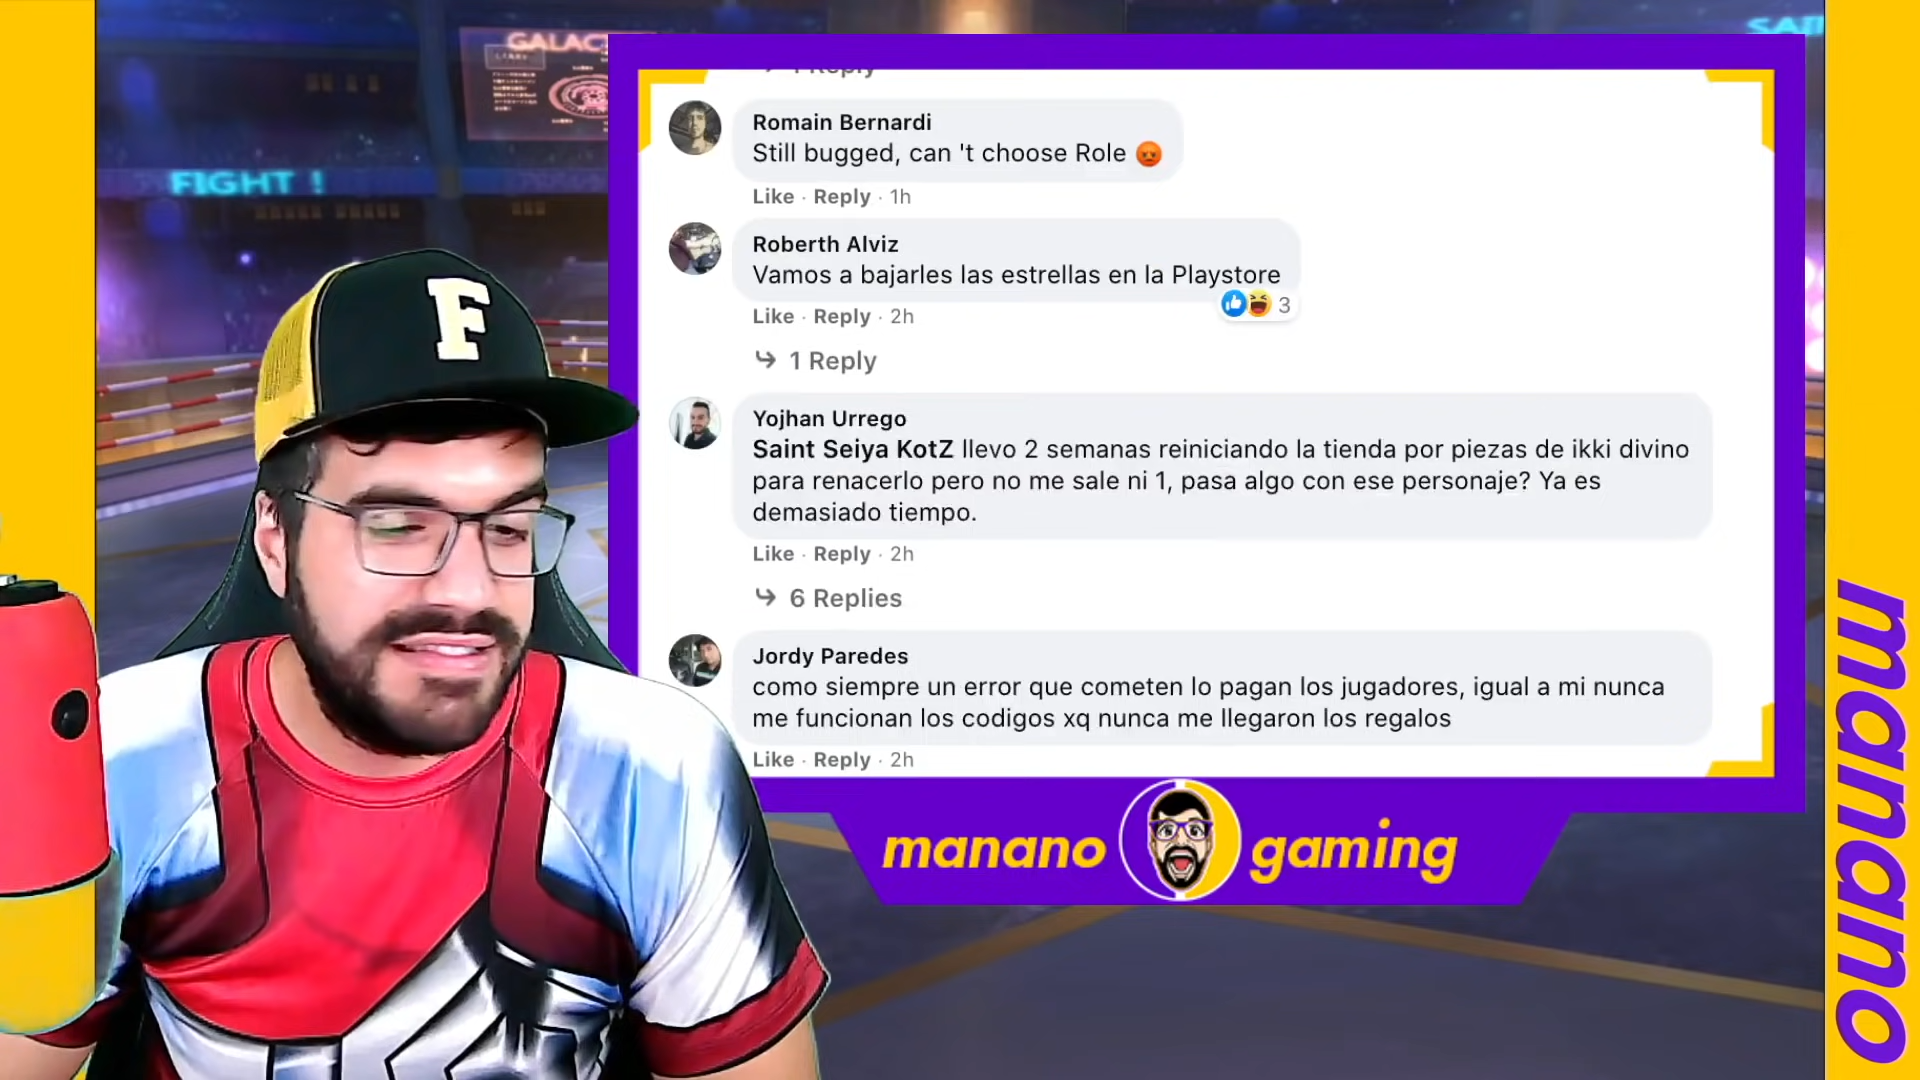 GALAC
SAI
FIGHT !
F
1 Reply
Romain Bernardi
Still bugged, can 't choose Role
Like · Reply · 1h
Roberth Alviz
Vamos a bajarles las estrellas en la Playstore
3
Like · Reply · 2h
1 Reply
Yojhan Urrego
Saint Seiya KotZ llevo 2 semanas reiniciando la tienda por piezas de ikki divino
para renacerlo pero no me sale ni 1, pasa algo con ese personaje? Ya es
demasiado tiempo.
Like · Reply · 2h
6 Replies
Jordy Paredes
como siempre un error que cometen lo pagan los jugadores, igual a mi nunca
me funcionan los codigos xq nunca me llegaron los regalos
Like · Reply · 2h
manano gaming
manano